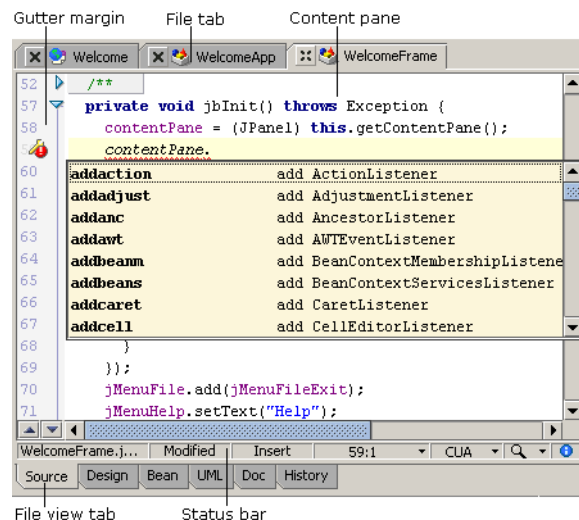 Gutter margin File tab Content pane
Welcome WelcomeApp WelcomeFrame
52 /**
57 private void jbInit() throws Exception {
58 contentPane = (JPanel) this.getContentPane();
contentPane.
60 addaction add ActionListener
61 addadjust add AdjustmentListener
62 addanc add AncestorListener
63 addawt add AWTEventListener
64 addbeanm add BeanContextMembershipListene
65 addbeans add BeanContextServicesListener
66 addcaret add CaretListener
67 addcell add CellEditorListener
68 }
69 });
70 jMenuFile.add(jMenuFileExit);
71 jMenuHelp.setText("Help");
WelcomeFrame.j... Modified Insert 59:1 CUA
Source Design Bean UML Doc History
File view tab Status bar